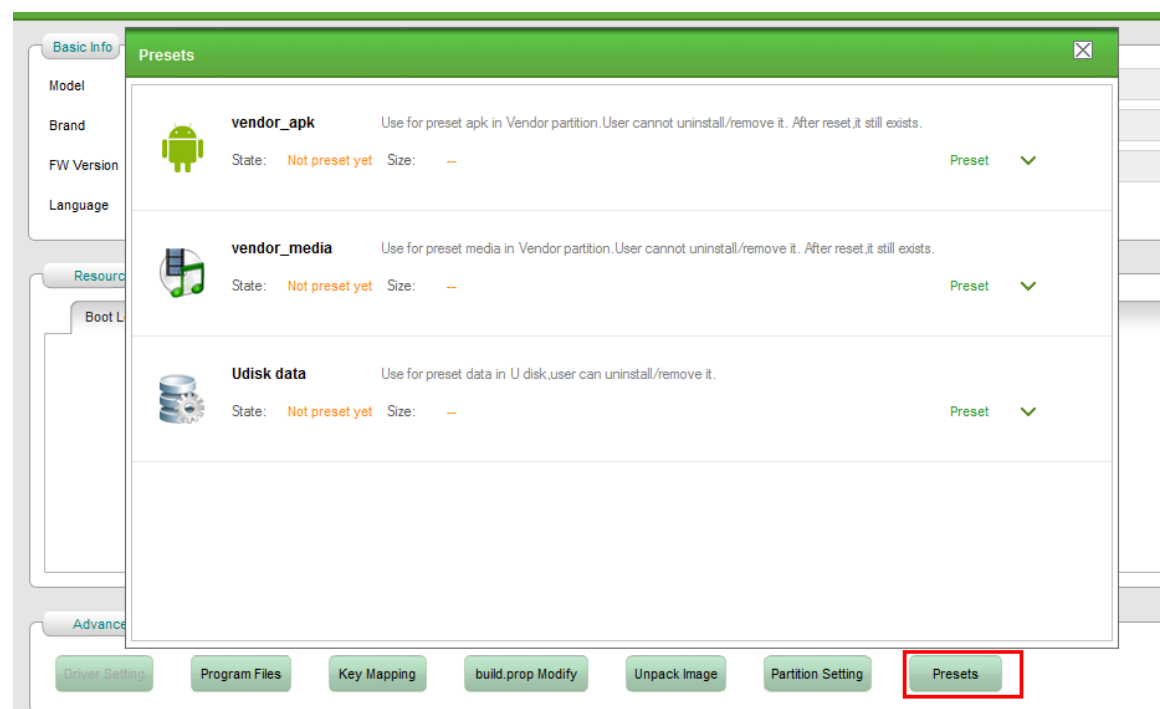 Basic Info
Presets
Model
Brand
FW Version
Language
vendor_apk Use for preset apk in Vendor partition.User cannot uninstall/remove it. After reset,it still exists.
State: Not preset yet Size: -- Preset
vendor_media Use for preset media in Vendor partition.User cannot uninstall/remove it. After reset,it still exists.
State: Not preset yet Size: -- Preset
Resourc
Boot L
Udisk data Use for preset data in U disk,user can uninstall/remove it.
State: Not preset yet Size: -- Preset
Advance
Driver Setting Program Files Key Mapping build.prop Modify Unpack Image Partition Setting Presets